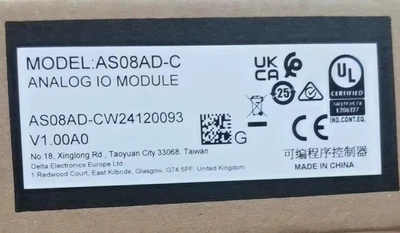 MODEL:AS08AD-C
ANALOG IO MODULE
AS08AD-CW24120093
V1.00A0
No.18, Xinglong Rd., Taoyuan City 33068, Taiwan
Delta Electronics Europe Ltd
1 Redwood Court, East Kilbride, Glasgow, G74 5PF, United Kingdom
G
UK
CA
25
UL
CERTIFIED
E206327
IND.CONT.EQ.
可编程序控制器
MADE IN CHINA